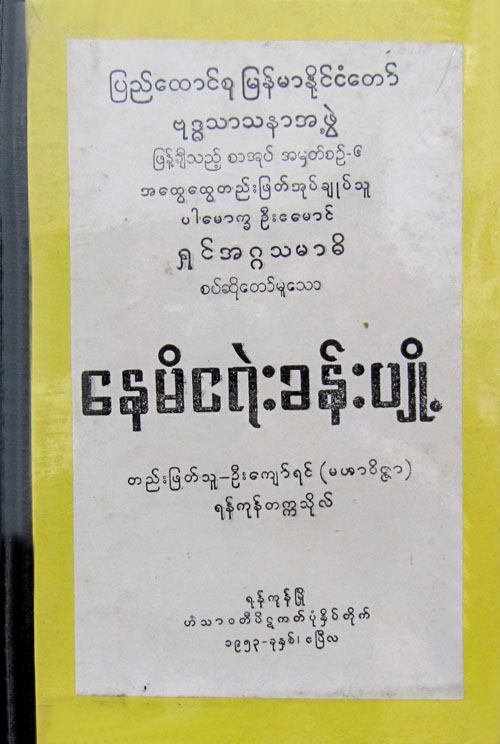 ပြည်ထောင်စု မြန်မာနိုင်ငံတော်
ဗုဒ္ဓသာသနာအဖွဲ့
ဖြန့်ချိသည့် စာအုပ် အမှတ်စဉ်-၆
အထွေထွေတည်းဖြတ်အုပ်ချုပ်သူ
ပါမောက္ခ ဦးဧမောင်
ရှင်အဂ္ဂသမာဓိ
စပ်ဆိုတော်မူသော
နေမိငရဲးခန်းပျို့
တည်းဖြတ်သူ–ဦးကျော်ရင် (မဟာဝိဇ္ဇာ)
ရန်ကုန်တက္ကသိုလ်
ရန်ကုန်မြို့
ဟံသာဝတီပိဋကတ်ပုံနှိပ်တိုက်
၁၉၅၃-ခုနှစ်၊ ဧပြီလ